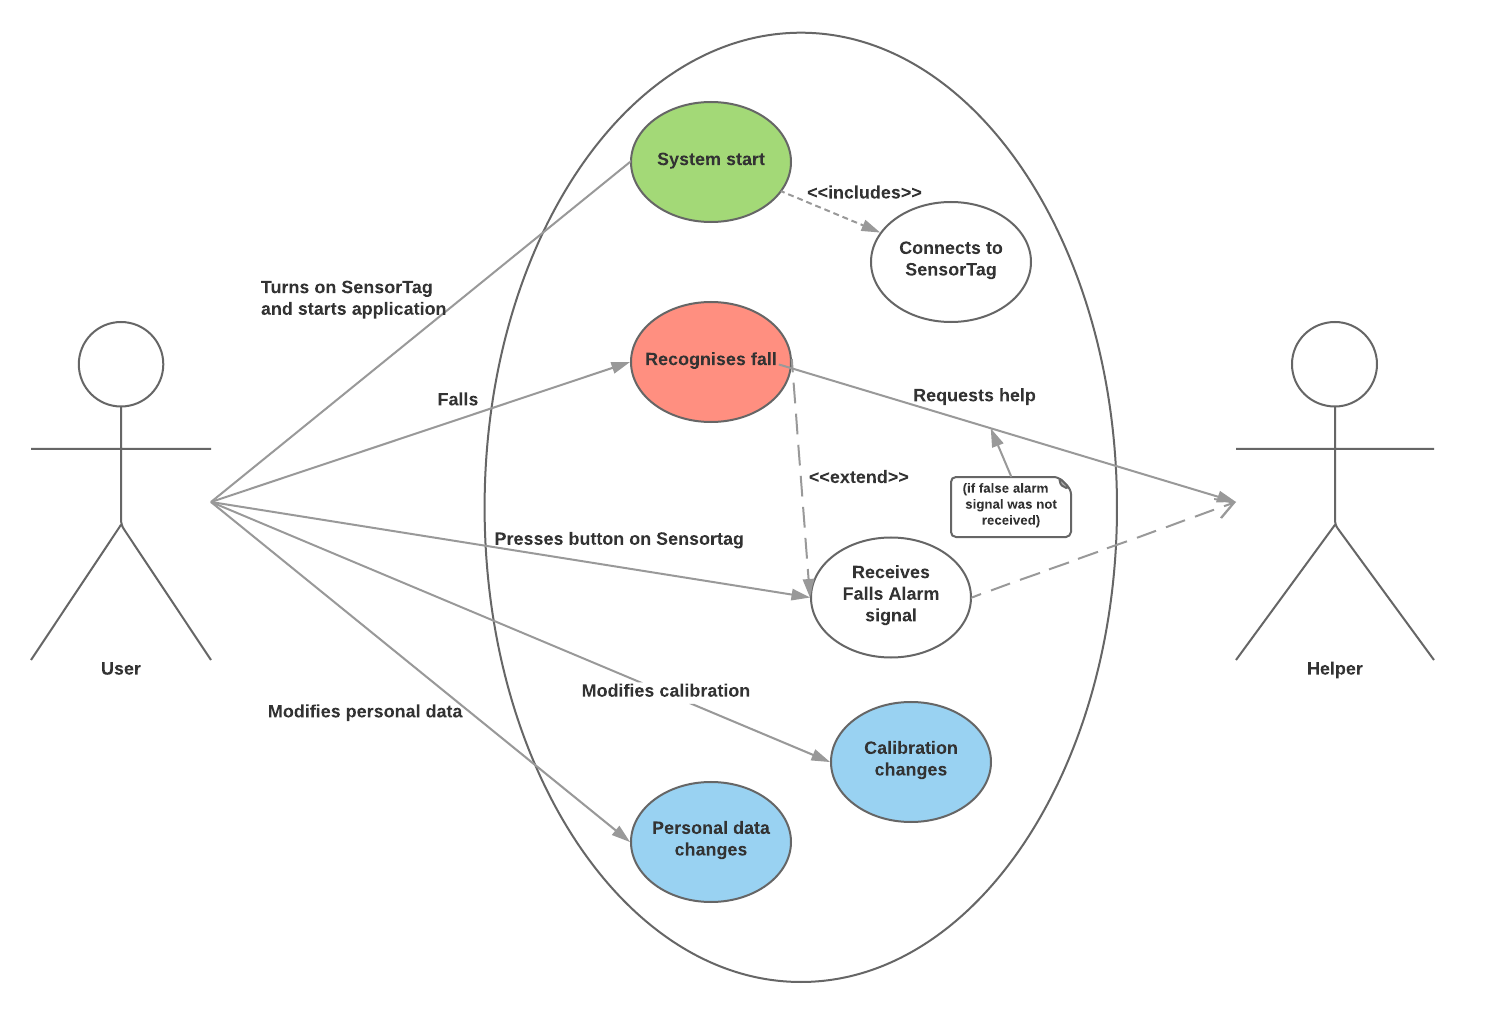 System start
<<includes>>
Connects to
SensorTag
Turns on SensorTag
and starts application
Recognises fall
Falls
Requests help
<<extend>>
(if false alarm
signal was not
received)
Presses button on Sensortag
Receives
Falls Alarm
signal
User
Helper
Modifies calibration
Modifies personal data
Calibration
changes
Personal data
changes